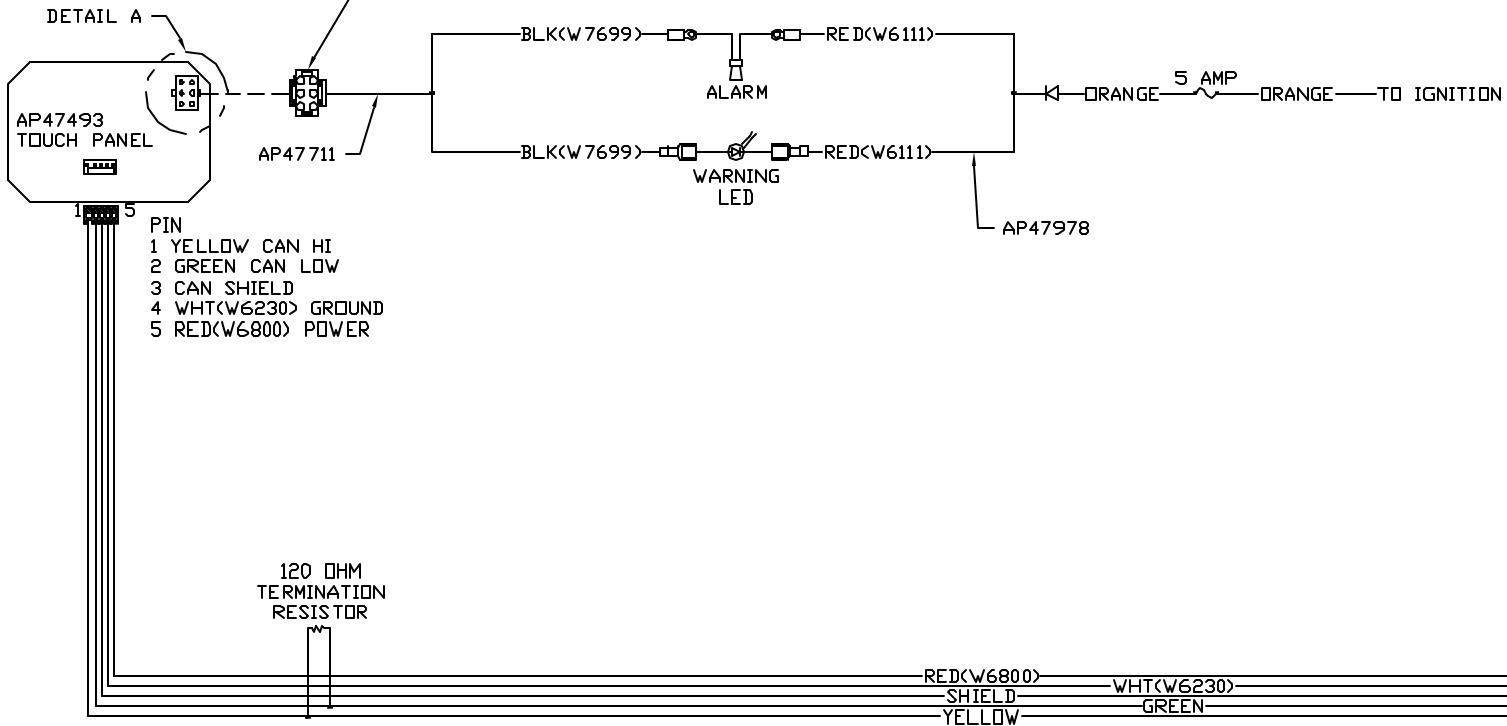 DETAIL A
BLK(W7699)
RED(W6111)
ALARM
5 AMP
ORANGE
ORANGE
TO IGNITION
AP47493
TOUCH PANEL
AP47711
BLK(W7699)
RED(W6111)
WARNING
LED
AP47978
1
5
PIN
1 YELLOW CAN HI
2 GREEN CAN LOW
3 CAN SHIELD
4 WHT(W6230) GROUND
5 RED(W6800) POWER
120 OHM
TERMINATION
RESISTOR
RED(W6800)
WHT(W6230)
SHIELD
GREEN
YELLOW